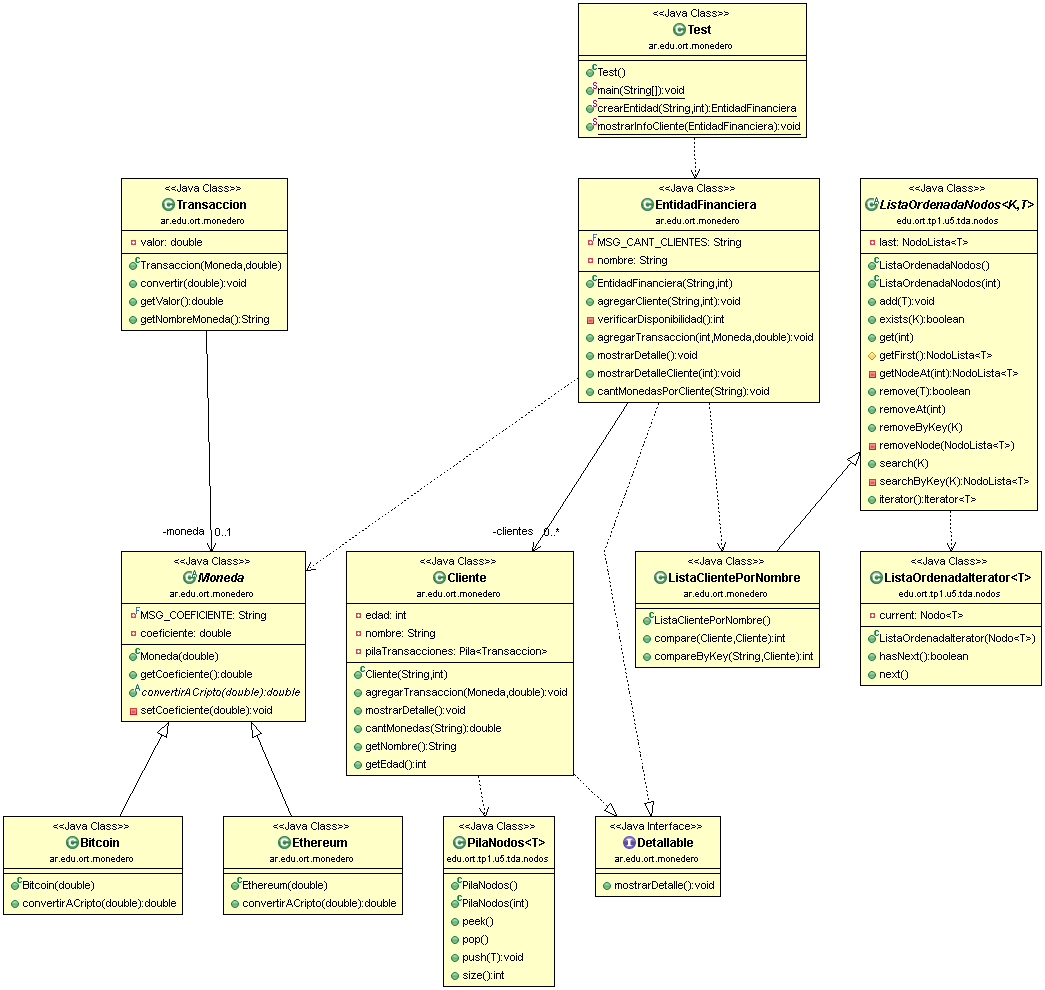 <<Java Class>>
Test
ar.edu.ort.monedero
Test()
main(String[]):void
crearEntidad(String,int):EntidadFinanciera
mostrarInfoCliente(EntidadFinanciera):void
<<Java Class>>
Transaccion
ar.edu.ort.monedero
valor: double
Transaccion(Moneda,double)
convertir(double):void
getValor():double
getNombreMoneda():String
<<Java Class>>
EntidadFinanciera
ar.edu.ort.monedero
MSG_CANT_CLIENTES: String
nombre: String
EntidadFinanciera(String,int)
agregarCliente(String,int):void
verificarDisponibilidad():int
agregarTransaccion(int,Moneda,double):void
mostrarDetalle():void
mostrarDetalleCliente(int):void
cantMonedasPorCliente(String):void
<<Java Class>>
ListaOrdenadaNodos<K,T>
edu.ort.tp1.u5.tda.nodos
last: NodoLista<T>
ListaOrdenadaNodos()
ListaOrdenadaNodos(int)
add(T):void
exists(K):boolean
get(int)
getFirst():NodoLista<T>
getNodeAt(int):NodoLista<T>
remove(T):boolean
removeAt(int)
removeByKey(K)
removeNode(NodoLista<T>)
search(K)
searchByKey(K):NodoLista<T>
iterator():Iterator<T>
-moneda 0..1
-clientes 0..*
<<Java Class>>
Moneda
ar.edu.ort.monedero
MSG_COEFICIENTE: String
coeficiente: double
Moneda(double)
getCoeficiente():double
convertirACripto(double):double
setCoeficiente(double):void
<<Java Class>>
Cliente
ar.edu.ort.monedero
edad: int
nombre: String
pilaTransacciones: Pila<Transaccion>
Cliente(String,int)
agregarTransaccion(Moneda,double):void
mostrarDetalle():void
cantMonedas(String):double
getNombre():String
getEdad():int
<<Java Class>>
ListaClientePorNombre
ar.edu.ort.monedero
ListaClientePorNombre()
compare(Cliente,Cliente):int
compareByKey(String,Cliente):int
<<Java Class>>
ListaOrdenadaIterator<T>
edu.ort.tp1.u5.tda.nodos
current: Nodo<T>
ListaOrdenadaIterator(Nodo<T>)
hasNext():boolean
next()
<<Java Class>>
Bitcoin
ar.edu.ort.monedero
Bitcoin(double)
convertirACripto(double):double
<<Java Class>>
Ethereum
ar.edu.ort.monedero
Ethereum(double)
convertirACripto(double):double
<<Java Class>>
PilaNodos<T>
edu.ort.tp1.u5.tda.nodos
PilaNodos()
PilaNodos(int)
peek()
pop()
push(T):void
size():int
<<Java Interface>>
Detallable
ar.edu.ort.monedero
mostrarDetalle():void